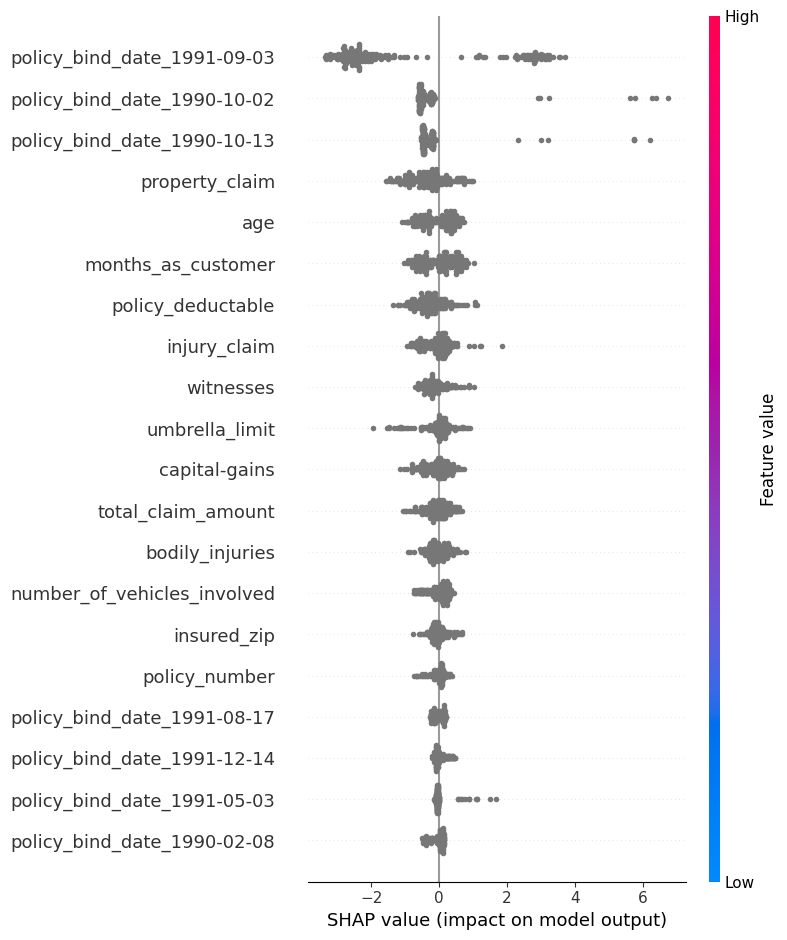 High
policy_bind_date_1991-09-03
policy_bind_date_1990-10-02
policy_bind_date_1990-10-13
property_claim
age
months_as_customer
policy_deductable
injury_claim
witnesses
umbrella_limit
capital-gains
total_claim_amount
bodily_injuries
number_of_vehicles_involved
insured_zip
policy_number
policy_bind_date_1991-08-17
policy_bind_date_1991-12-14
policy_bind_date_1991-05-03
policy_bind_date_1990-02-08
Feature value
Low
−2 0 2 4 6
SHAP value (impact on model output)